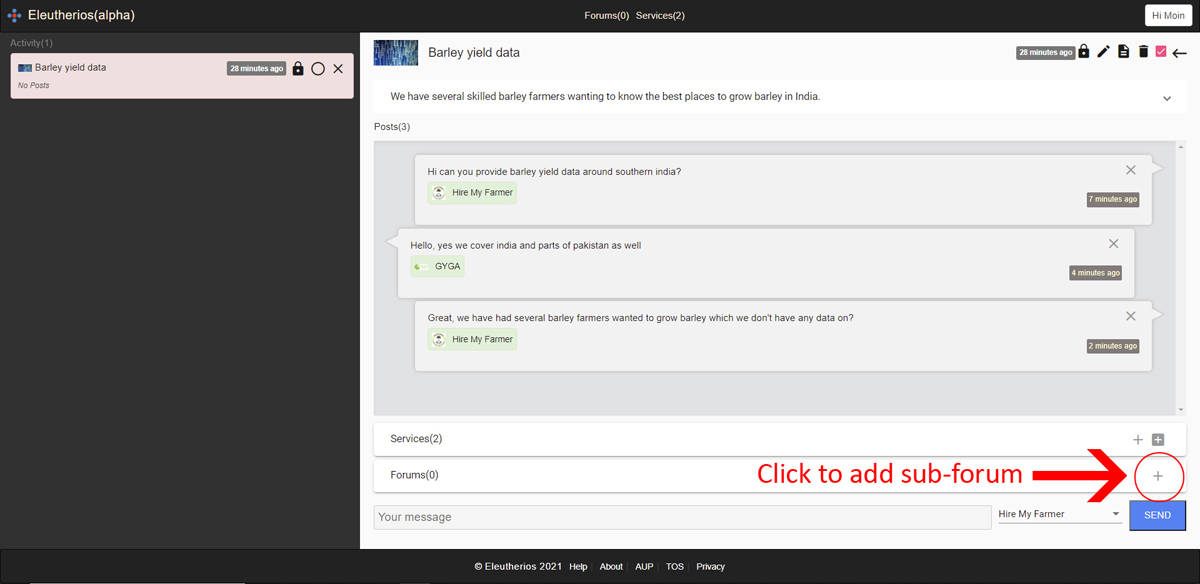 Eleutherios(alpha)
Forums(0) Services(2)
Hi Moin
Activity(1)
Barley yield data
28 minutes ago
No Posts
Barley yield data
28 minutes ago
We have several skilled barley farmers wanting to know the best places to grow barley in India.
Posts(3)
Hi can you provide barley yield data around southern india?
Hire My Farmer
7 minutes ago
Hello, yes we cover india and parts of pakistan as well
GYGA
4 minutes ago
Great, we have had several barley farmers wanted to grow barley which we don't have any data on?
Hire My Farmer
2 minutes ago
Services(2)
Forums(0)
Click to add sub-forum
Your message
Hire My Farmer
SEND
© Eleutherios 2021 Help About AUP TOS Privacy